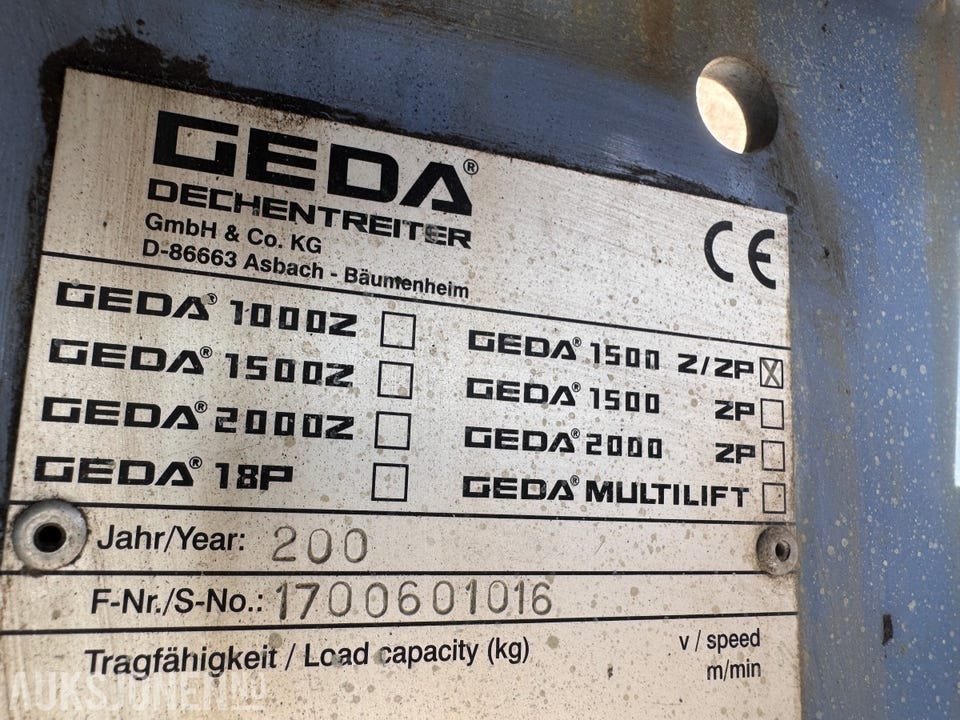 GEDA®
DECHENTREITER
GmbH & Co. KG
D-86663 Asbach - Bäumenheim
CE
GEDA® 1000Z
GEDA® 1500Z
GEDA® 2000Z
GEDA® 18P
GEDA® 1500 Z/ZP X
GEDA® 1500 ZP
GEDA® 2000 ZP
GEDA® MULTILIFT
Jahr/Year: 200
F-Nr./S-No.: 1700601016
Tragfähigkeit / Load capacity (kg)
v / speed
m/min
AUKSJONEN.NO